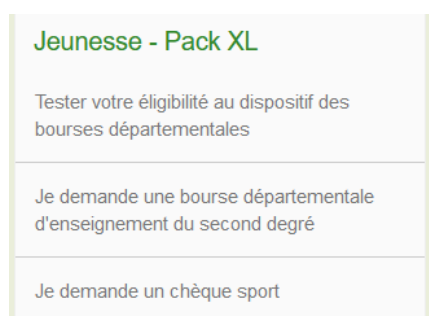 Jeunesse - Pack XL
Tester votre éligibilité au dispositif des
bourses départementales
Je demande une bourse départementale
d'enseignement du second degré
Je demande un chèque sport